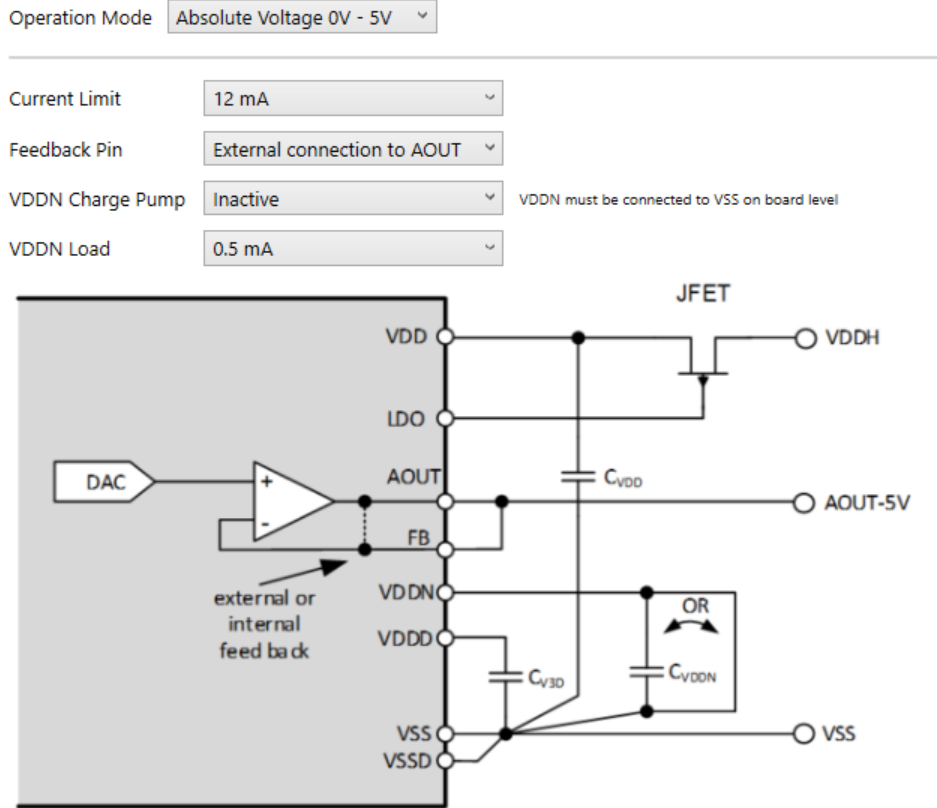 Operation Mode Absolute Voltage 0V - 5V
Current Limit 12 mA
Feedback Pin External connection to AOUT
VDDN Charge Pump Inactive VDDN must be connected to VSS on board level
VDDN Load 0.5 mA
JFET
VDD VDDH
LDO
DAC + AOUT CVDD
AOUT-5V
- FB
external or
internal
feed back
VDDN OR
VDDD CV3D CVDDN
VSS VSS
VSSD